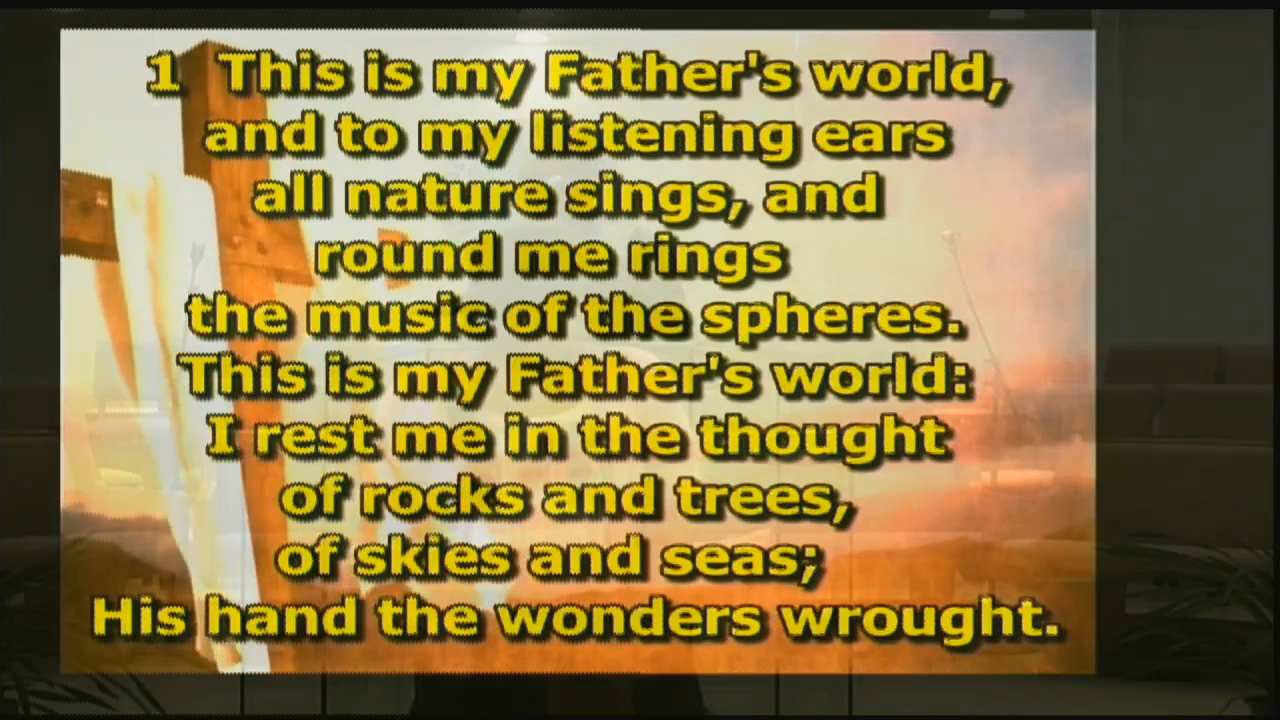 1 This is my Father's world,
and to my listening ears
all nature sings, and
round me rings
the music of the spheres.
This is my Father's world:
I rest me in the thought
of rocks and trees,
of skies and seas;
His hand the wonders wrought.